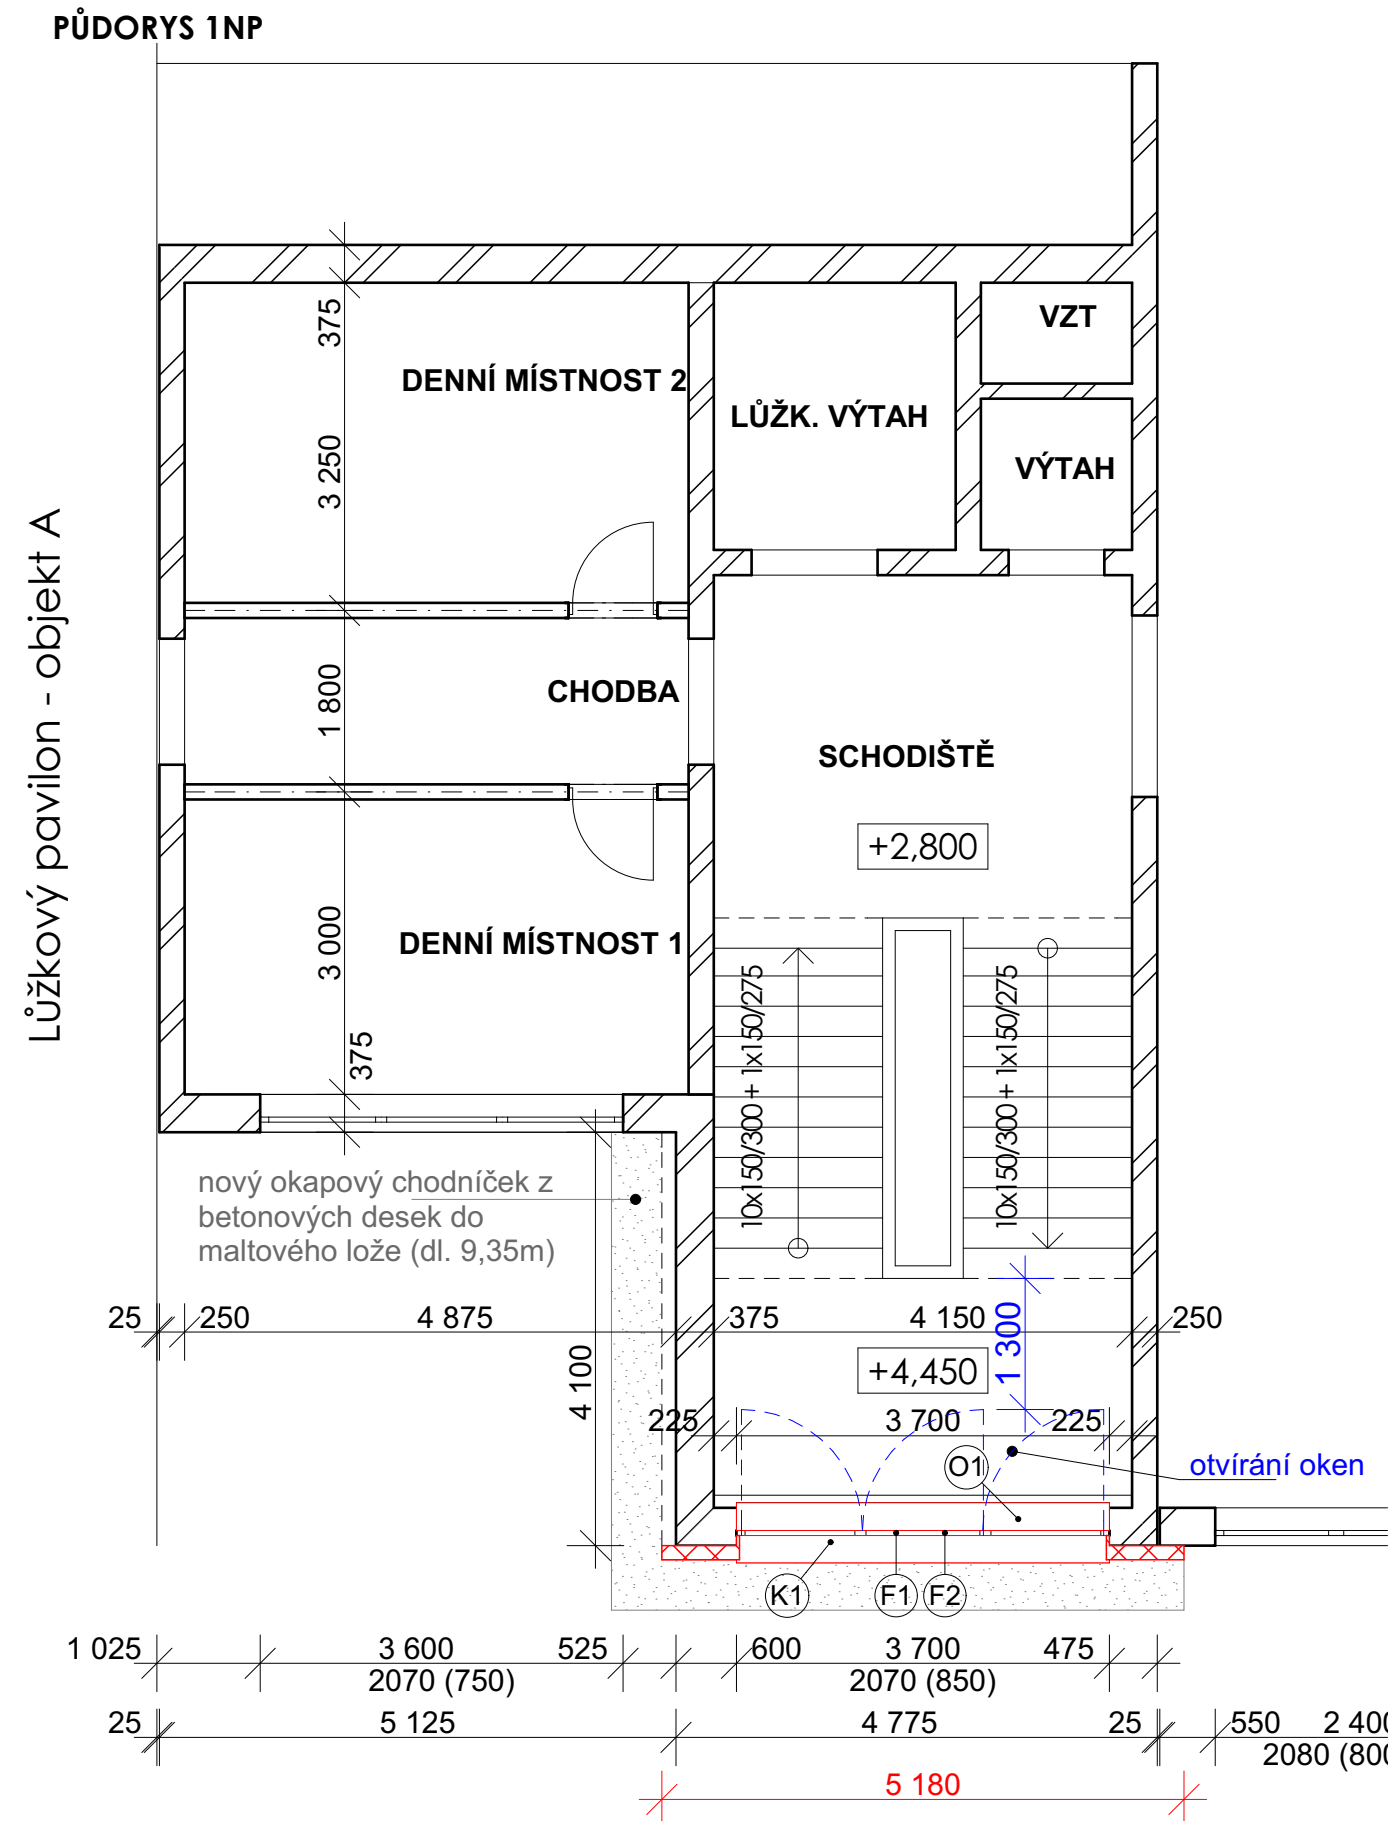 PŮDORYS 1NP
Lůžkový pavilon - objekt A
375
VZT
DENNÍ MÍSTNOST 2
LŮŽK. VÝTAH
3 250
VÝTAH
1 800
CHODBA
SCHODIŠTĚ
+2,800
3 000
DENNÍ MÍSTNOST 1
375
10x150/300+ 1x150/275
10x150/300+ 1x150/275
nový okapový chodníček z
betonových desek do
maltového lože (dl. 9,35m)
25
250
4 875
375
4 150
250
1 300
4 100
+4,450
225
3 700
225
O1
otvírání oken
K1
F1
F2
1 025
3 600
525
600
3 700
475
2070 (750)
2070 (850)
25
5 125
4 775
25
550
2 400
2080 (800
5 180